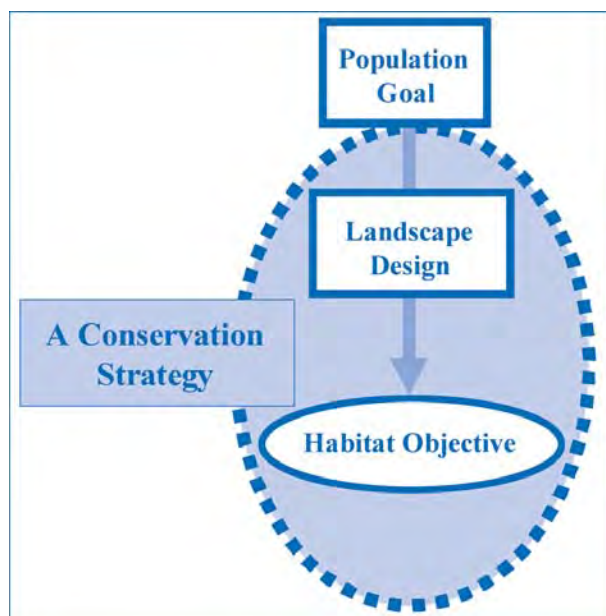 Population
Goal
Landscape
Design
A Conservation
Strategy
Habitat Objective